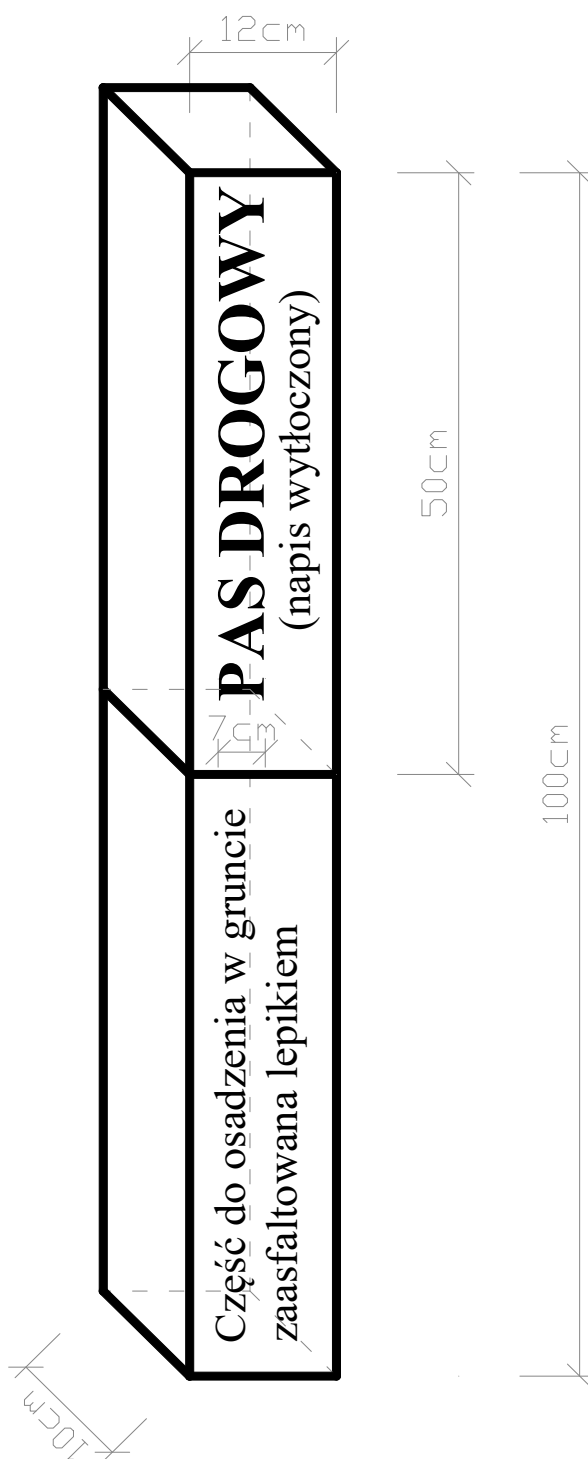 12cm
PAS DROGOWY
(napis wytłoczony)
50cm
7cm
100cm
Część do osadzenia w gruncie
zaasfaltowana lepikiem
10cm